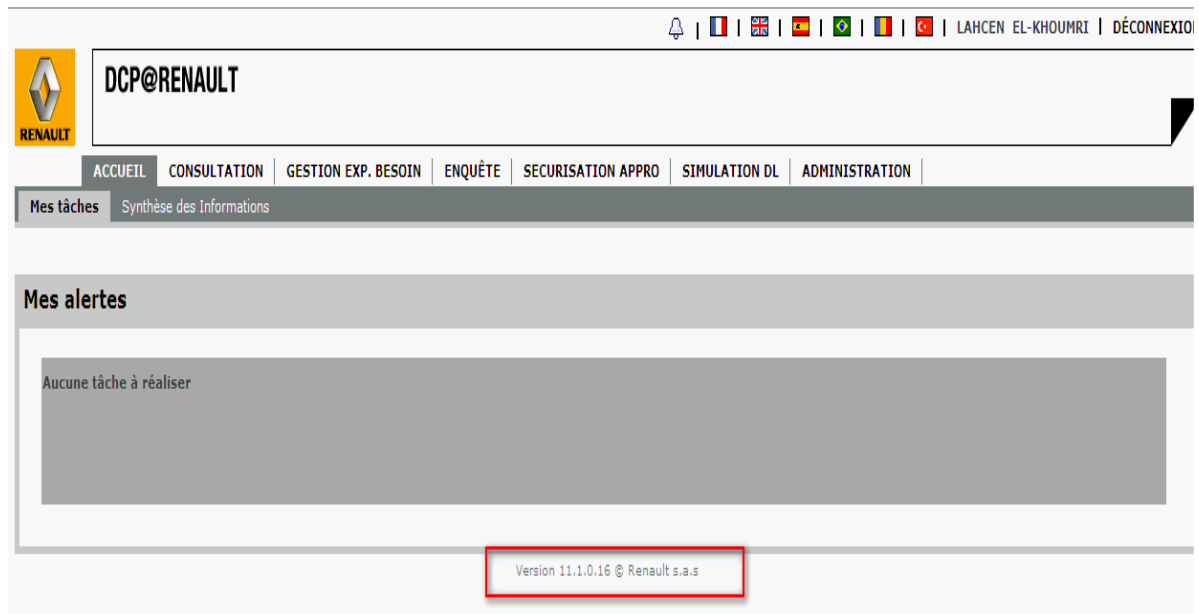 LAHCEN EL-KHOUMRI | DÉCONNEXION
DCP@RENAULT
RENAULT
ACCUEIL CONSULTATION GESTION EXP. BESOIN ENQUÊTE SECURISATION APPRO SIMULATION DL ADMINISTRATION
Mes tâches Synthèse des Informations
Mes alertes
Aucune tâche à réaliser
Version 11.1.0.16 © Renault s.a.s